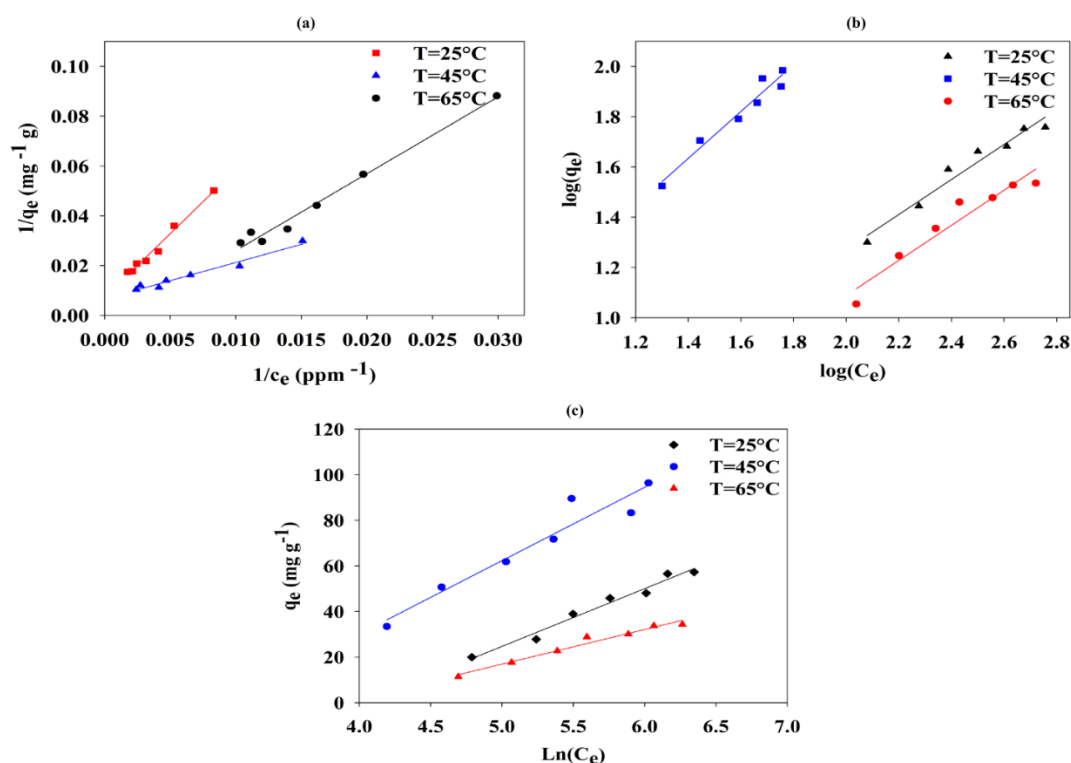 (a)
1/qe (mg -1 g)
0.10
0.08
0.06
0.04
0.02
0.00
T=25°C
T=45°C
T=65°C
0.000 0.005 0.010 0.015 0.020 0.025 0.030
1/ce (ppm -1)
(b)
log(qe)
2.0
1.8
1.6
1.4
1.2
1.0
T=25°C
T=45°C
T=65°C
1.2 1.4 1.6 1.8 2.0 2.2 2.4 2.6 2.8
log(Ce)
(c)
qe (mg g-1)
120
100
80
60
40
20
0
T=25°C
T=45°C
T=65°C
4.0 4.5 5.0 5.5 6.0 6.5 7.0
Ln(Ce)